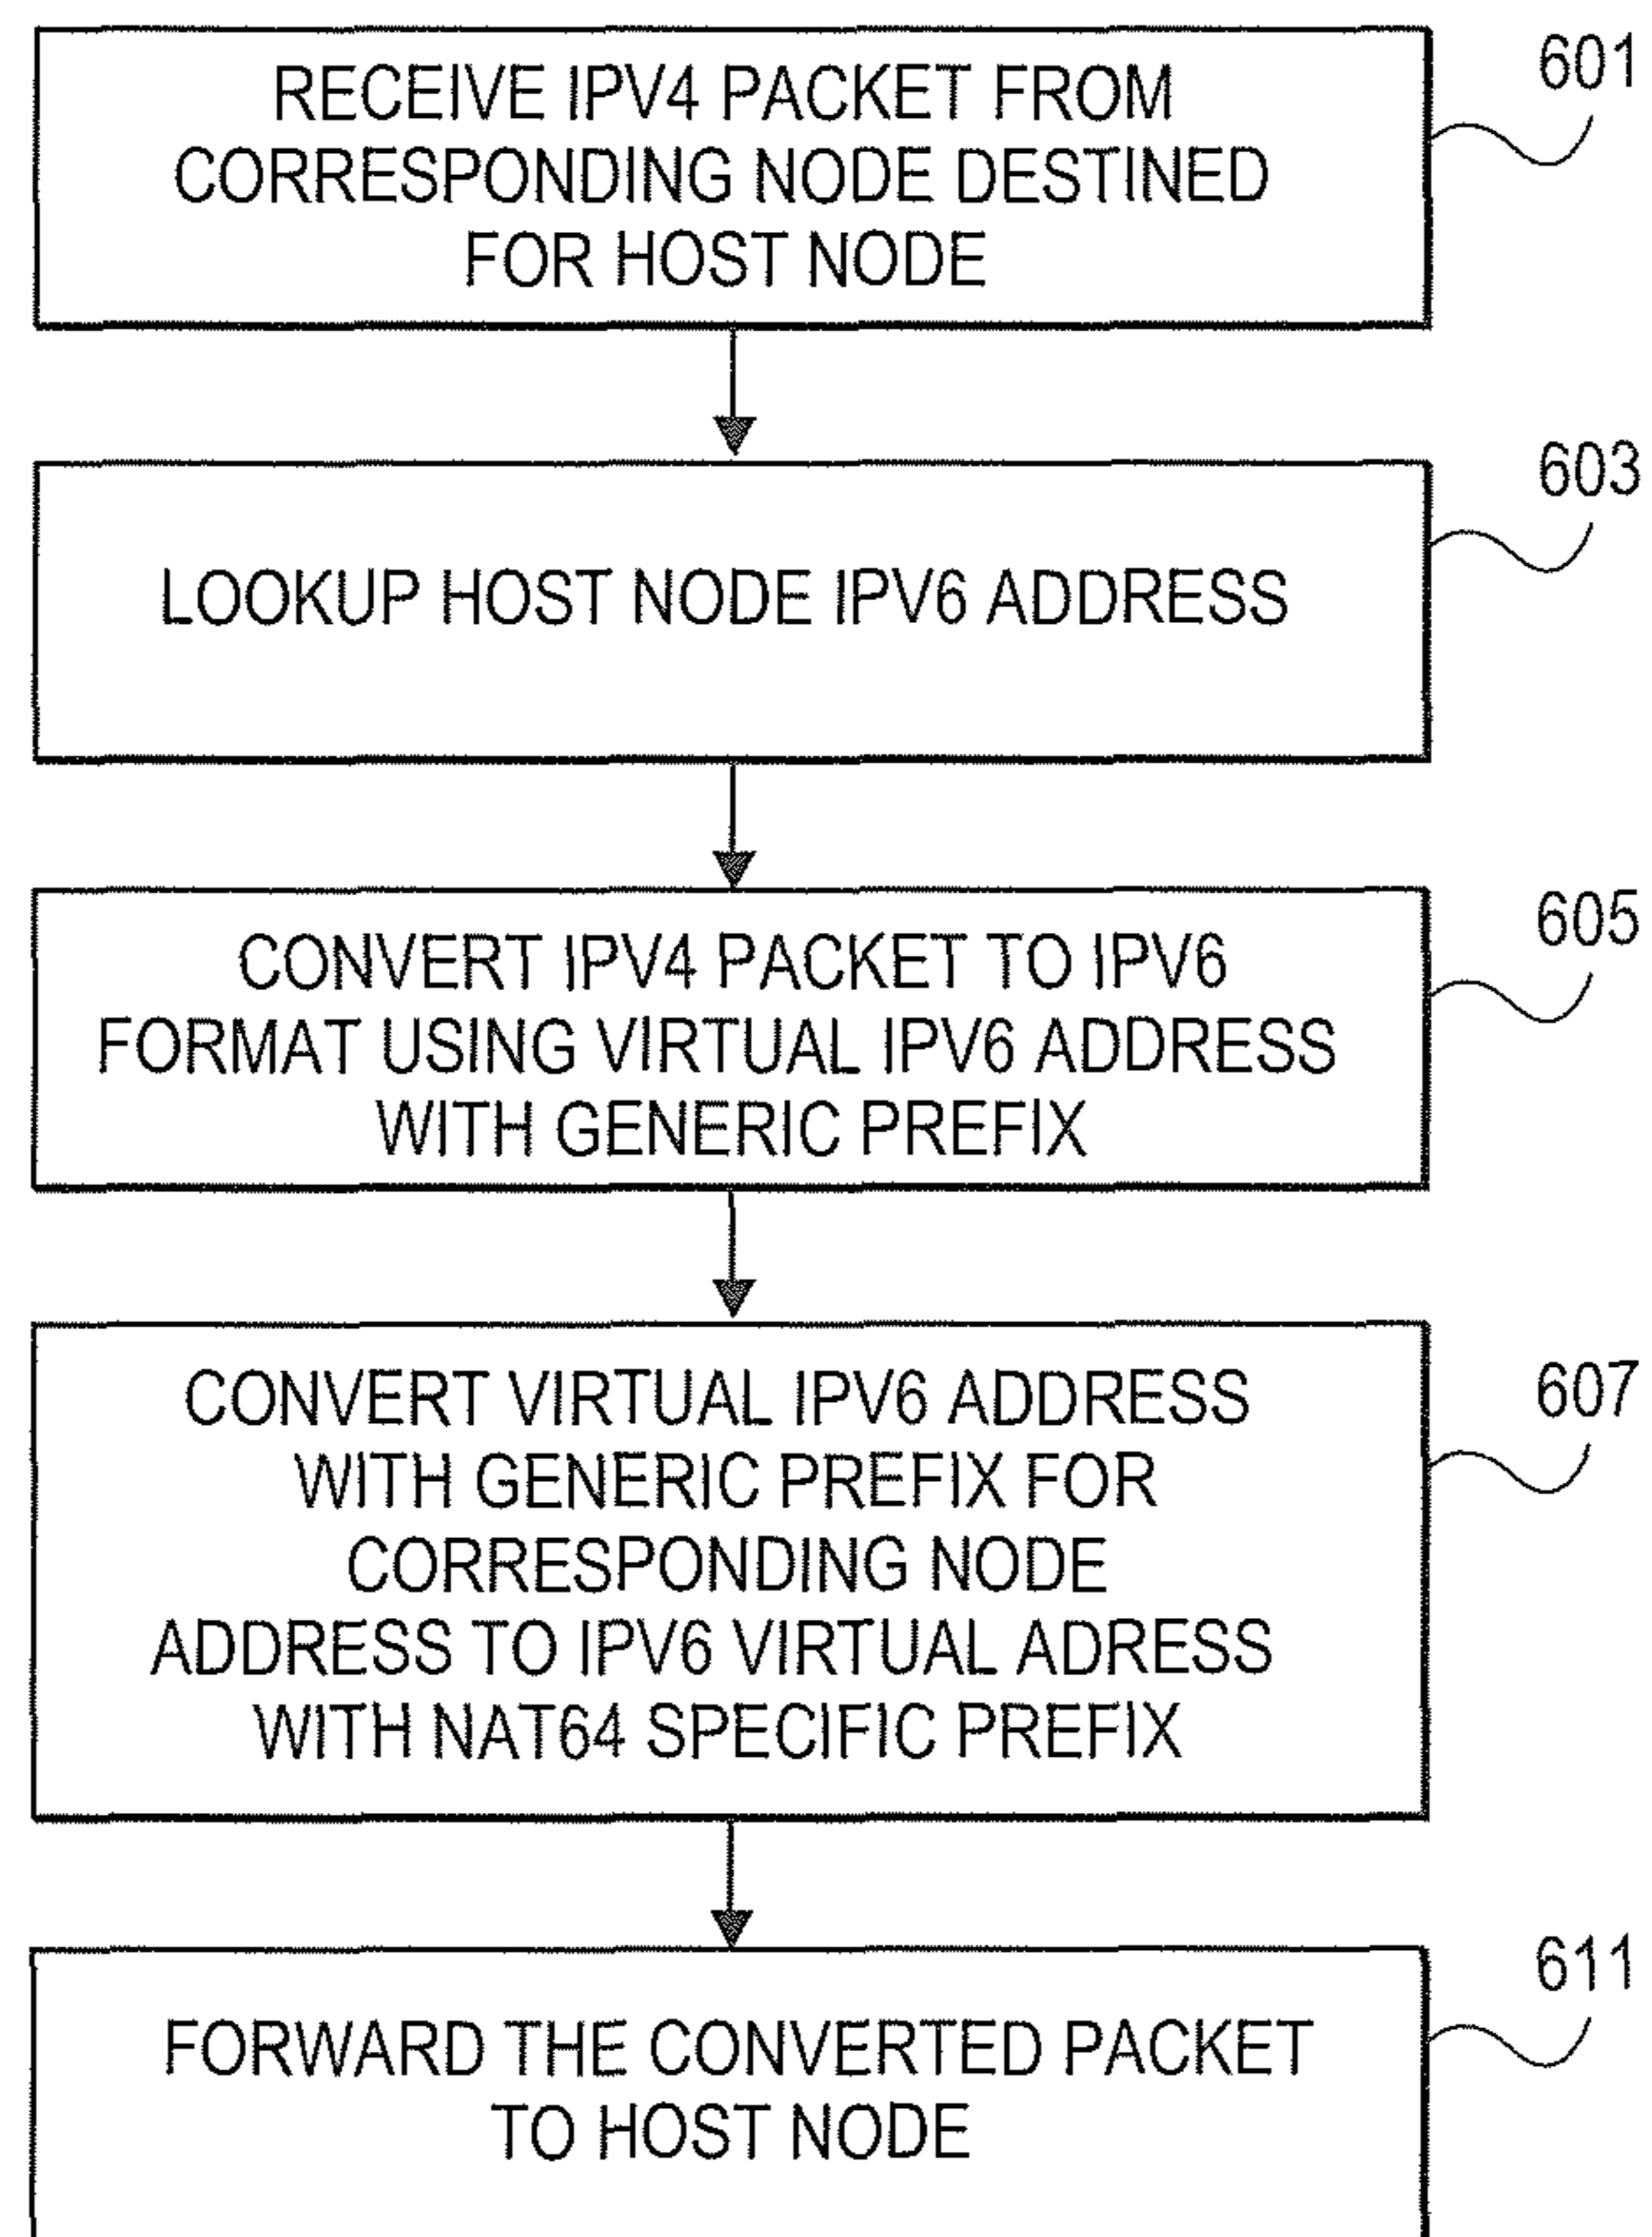 RECEIVE IPV4 PACKET FROM
CORRESPONDING NODE DESTINED
FOR HOST NODE
601
LOOKUP HOST NODE IPV6 ADDRESS
603
CONVERT IPV4 PACKET TO IPV6
FORMAT USING VIRTUAL IPV6 ADDRESS
WITH GENERIC PREFIX
605
CONVERT VIRTUAL IPV6 ADDRESS
WITH GENERIC PREFIX FOR
CORRESPONDING NODE
ADDRESS TO IPV6 VIRTUAL ADRESS
WITH NAT64 SPECIFIC PREFIX
607
FORWARD THE CONVERTED PACKET
TO HOST NODE
611